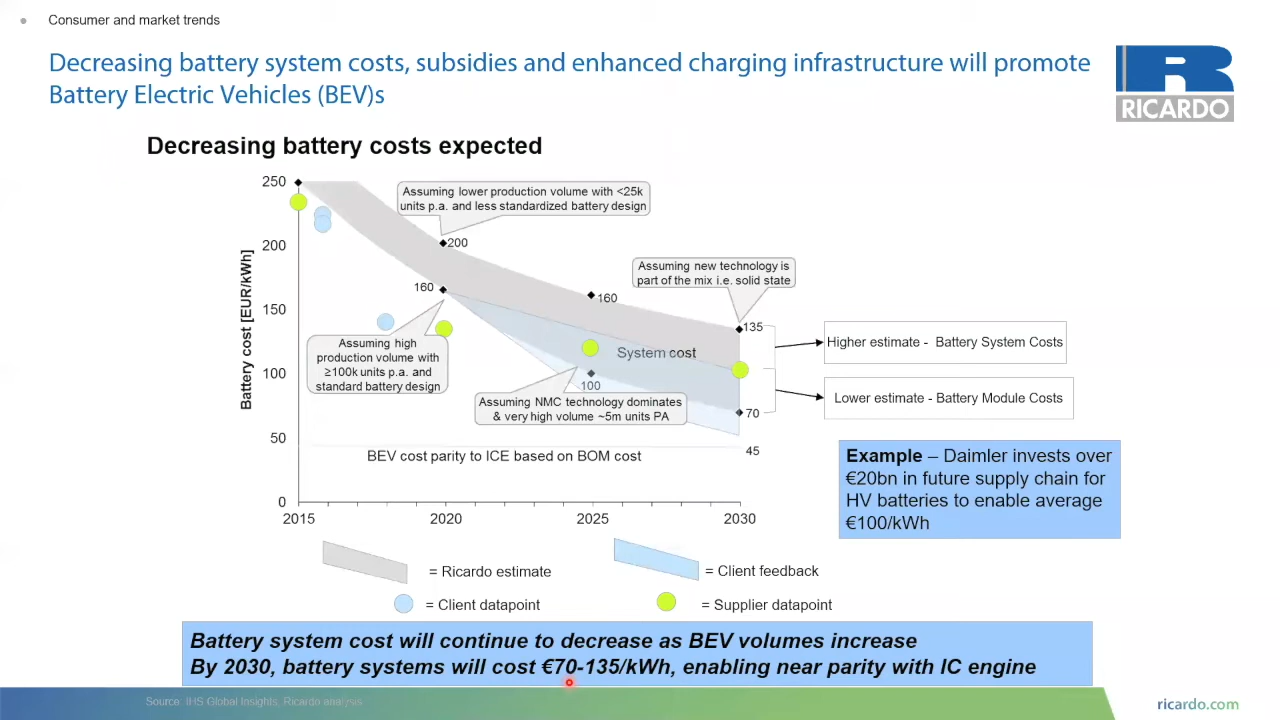 Consumer and market trends
Decreasing battery system costs, subsidies and enhanced charging infrastructure will promote
Battery Electric Vehicles (BEV)s
RICARDO
Decreasing battery costs expected
Battery cost [EUR/kWh]
250
200
150
100
50
0
2015
2020
2025
2030
Assuming lower production volume with <25k
units p.a. and less standardized battery design
200
160
Assuming new technology is
part of the mix i.e. solid state
160
135
Assuming high
production volume with
≥100k units p.a. and
standard battery design
System cost
100
Assuming NMC technology dominates
& very high volume ~5m units PA
70
45
BEV cost parity to ICE based on BOM cost
Higher estimate - Battery System Costs
Lower estimate - Battery Module Costs
Example – Daimler invests over
€20bn in future supply chain for
HV batteries to enable average
€100/kWh
= Ricardo estimate
= Client feedback
= Client datapoint
= Supplier datapoint
Battery system cost will continue to decrease as BEV volumes increase
By 2030, battery systems will cost €70-135/kWh, enabling near parity with IC engine
Source: IHS Global Insights, Ricardo analysis
ricardo.com